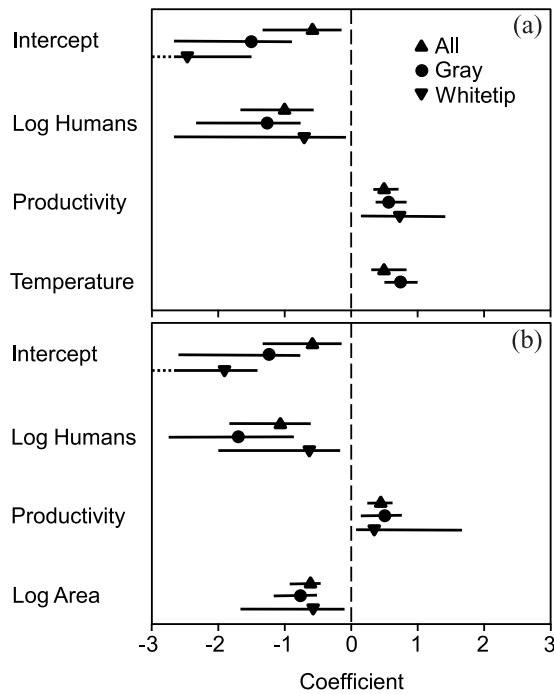 (a)
Intercept
All
Gray
Whitetip
Log Humans
Productivity
Temperature
(b)
Intercept
Log Humans
Productivity
Log Area
-3 -2 -1 0 1 2 3
Coefficient